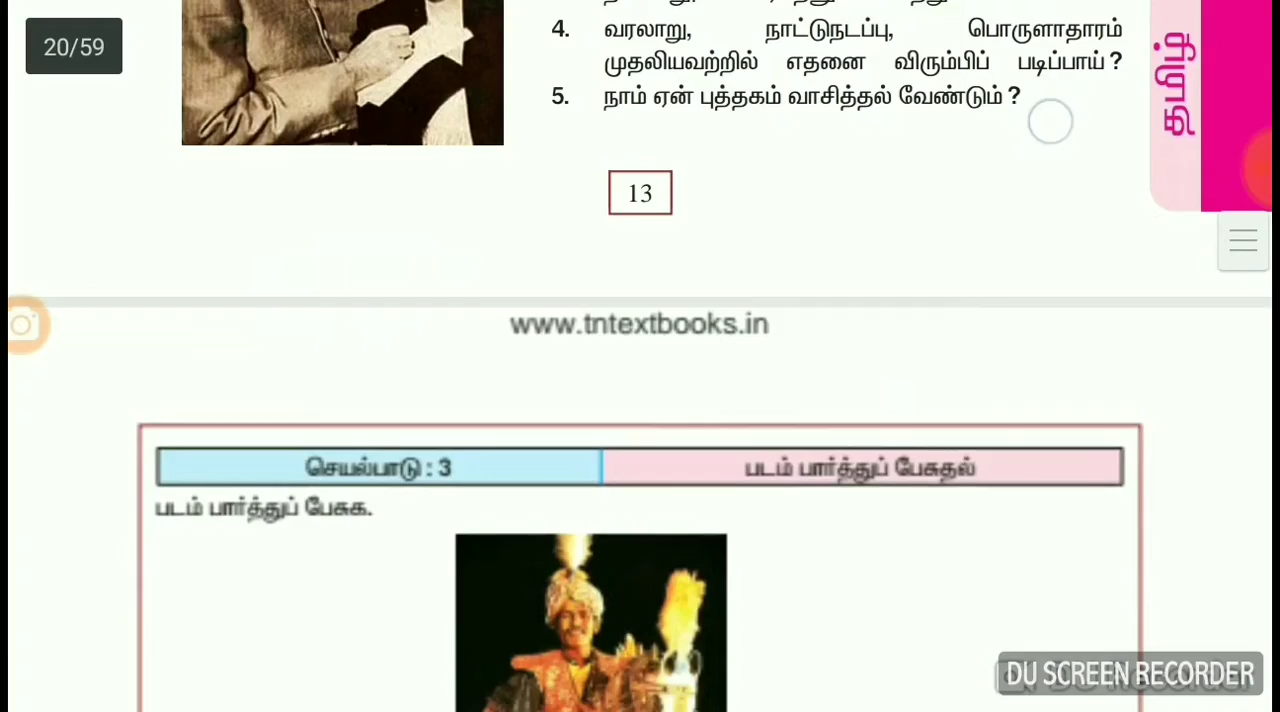 20/59
4. வரலாறு, நாட்டுநடப்பு, பொருளாதாரம்
முதலியவற்றில் எதனை விரும்பிப் படிப்பாய் ?
5. நாம் ஏன் புத்தகம் வாசித்தல் வேண்டும் ?
தமிழ்
13
www.tntextbooks.in
செயல்பாடு : 3 படம் பார்த்துப் பேசுதல்
படம் பார்த்துப் பேசுக.
DU SCREEN RECORDER